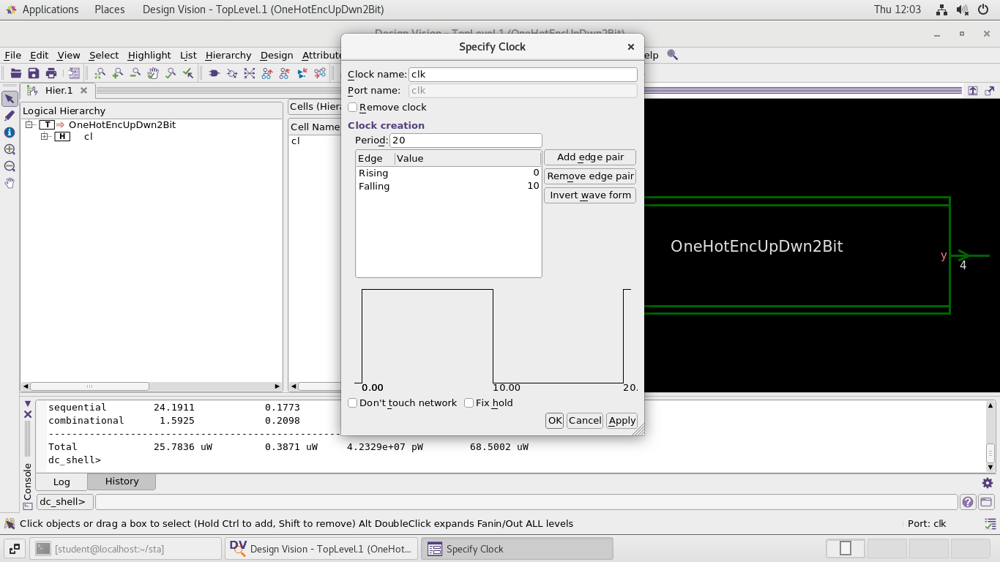 Applications Places Design Vision - TopLevel.1 (OneHotEncUpDwn2Bit) Thu 12:03
Design Vision - TopLevel.1 (OneHotEncUpDwn2Bit)
Specify Clock
File Edit View Select Highlight List Hierarchy Design Attribute elp
Hier.1
Logical Hierarchy
T OneHotEncUpDwn2Bit
H cl
Cells (Hiera
Cell Name
cl
Clock name: clk
Port name: clk
Remove clock
Clock creation
Period: 20
Edge Value
Rising 0
Falling 10
Add edge pair
Remove edge pair
Invert wave form
0.00 10.00 20.
Don't touch network Fix hold
OK Cancel Apply
OneHotEncUpDwn2Bit
y
4
sequential 24.1911 0.1773
combinational 1.5925 0.2098
--------------------------------------------------
Total 25.7836 uW 0.3871 uW 4.2329e+07 pW 68.5002 uW
dc_shell>
Console
Log History
dc_shell>
Click objects or drag a box to select (Hold Ctrl to add, Shift to remove) Alt DoubleClick expands Fanin/Out ALL levels Port: clk
[student@localhost:~/sta] DV Design Vision - TopLevel.1 (OneHot... Specify Clock